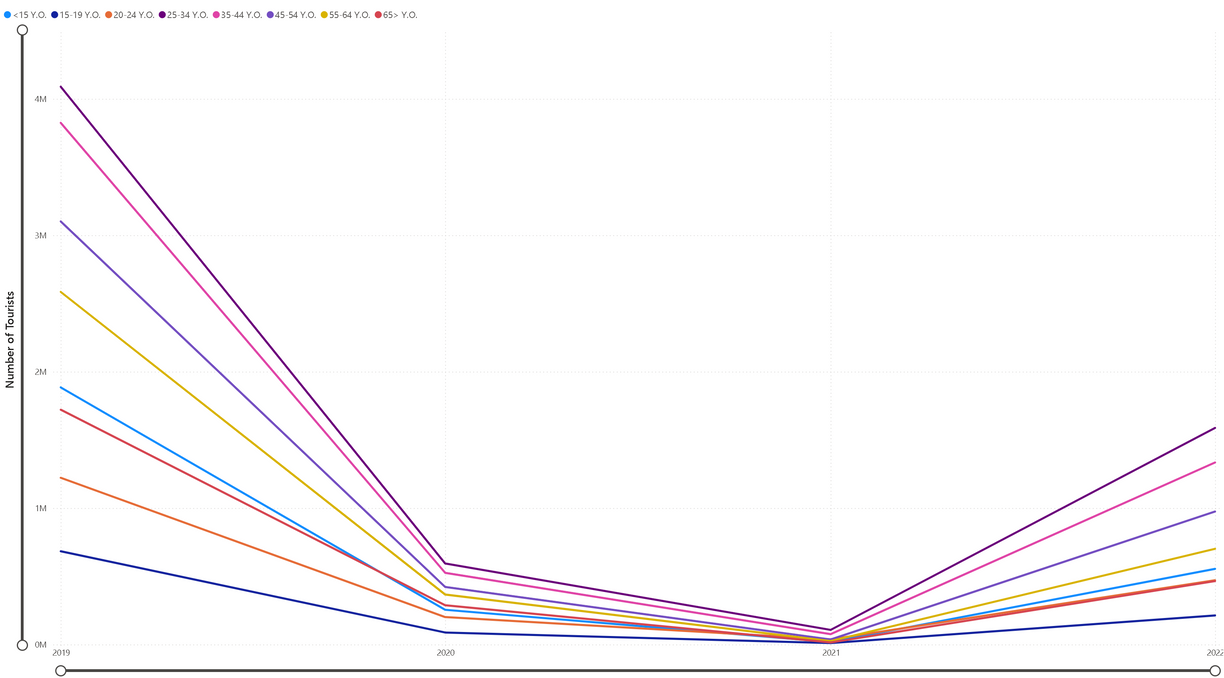 <15 Y.O. 15-19 Y.O. 20-24 Y.O. 25-34 Y.O. 35-44 Y.O. 45-54 Y.O. 55-64 Y.O. 65> Y.O.
Number of Tourists
4M
3M
2M
1M
0M
2019 2020 2021 2022